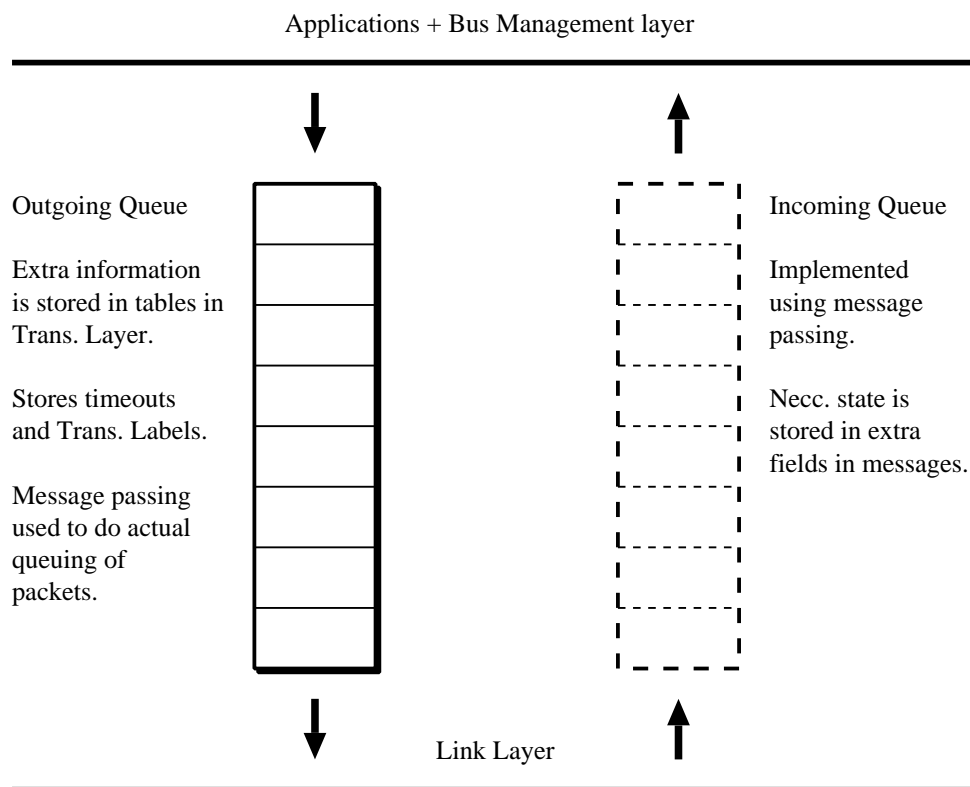 Applications + Bus Management layer
Outgoing Queue
Extra information
is stored in tables in
Trans. Layer.
Stores timeouts
and Trans. Labels.
Message passing
used to do actual
queuing of
packets.
Incoming Queue
Implemented
using message
passing.
Necc. state is
stored in extra
fields in messages.
Link Layer